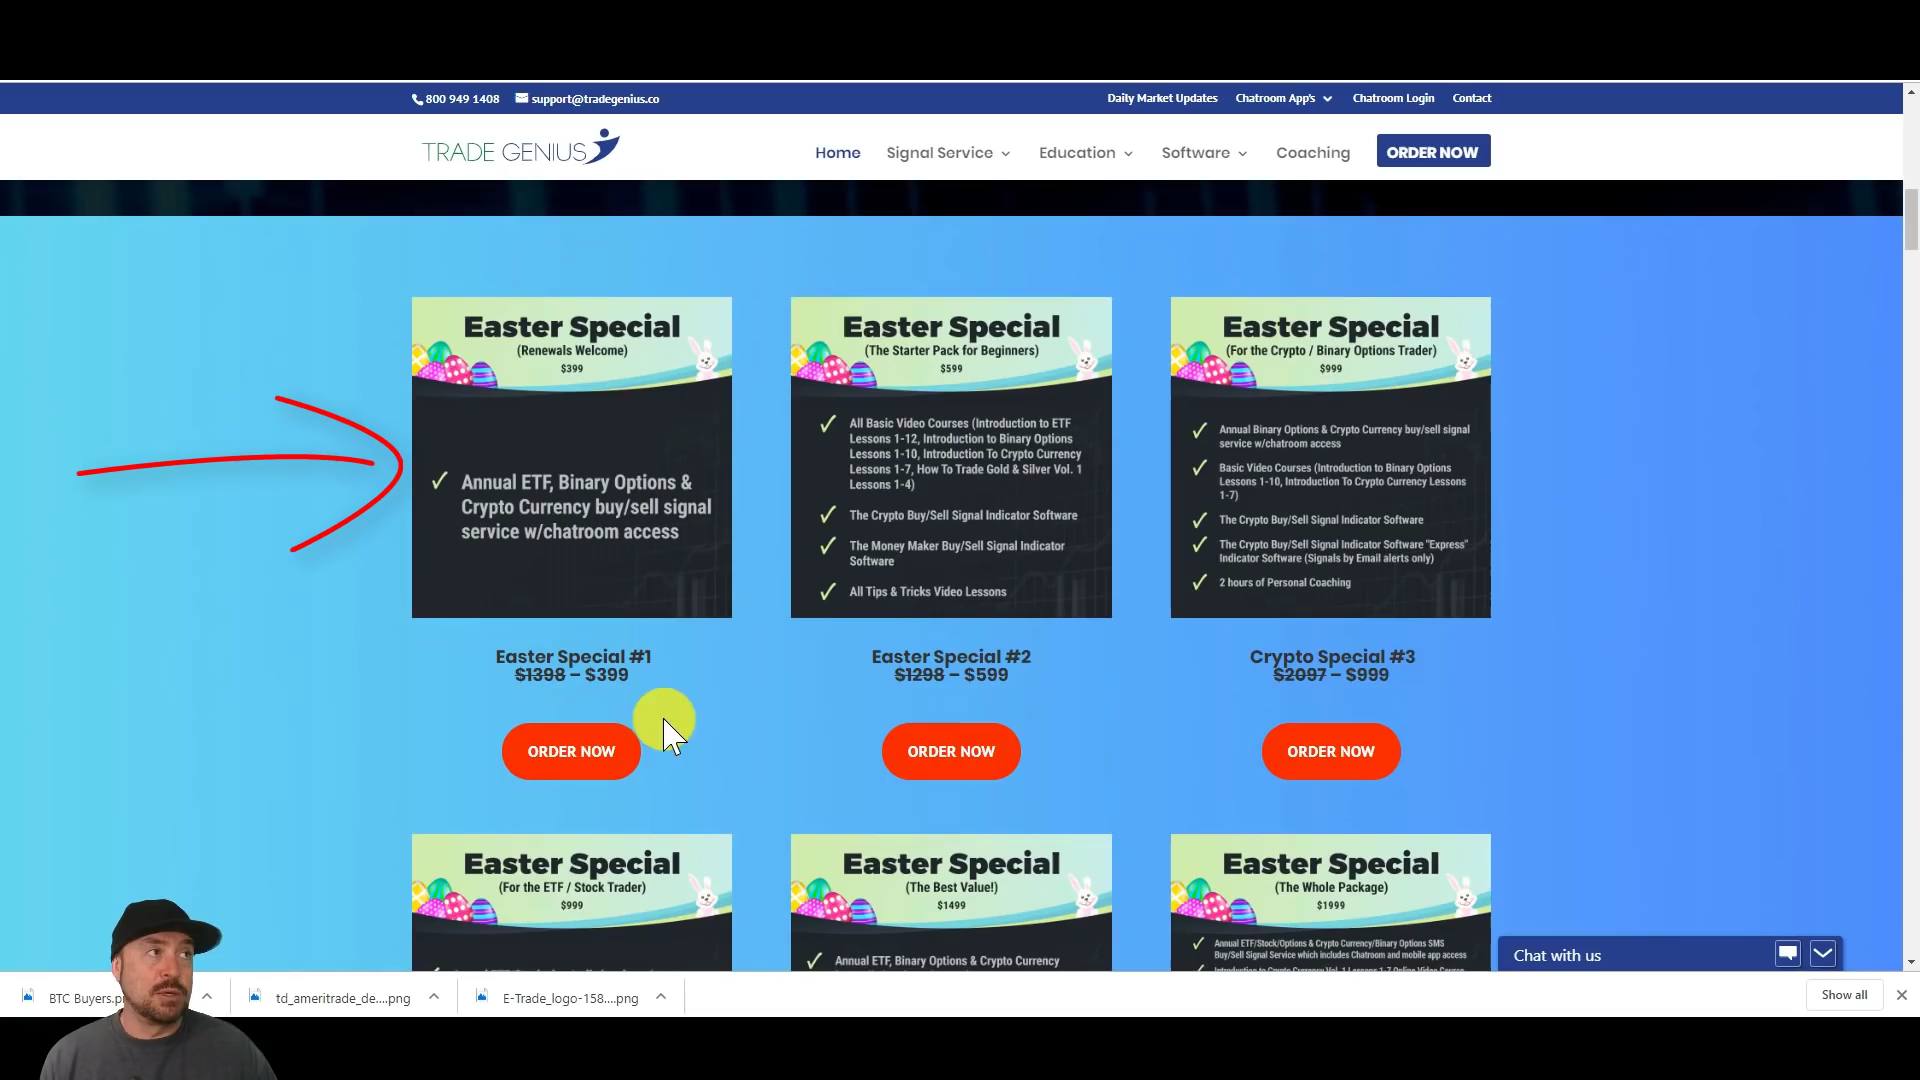 800 949 1408
support@tradegenius.co
Daily Market Updates
Chatroom App's
Chatroom Login
Contact
TRADE GENIUS
Home
Signal Service
Education
Software
Coaching
ORDER NOW
Easter Special
(Renewals Welcome)
$399
✓ Annual ETF, Binary Options &
Crypto Currency buy/sell signal
service w/chatroom access
Easter Special #1
$1398 – $399
ORDER NOW
Easter Special
(The Starter Pack for Beginners)
$599
✓ All Basic Video Courses (Introduction to ETF
Lessons 1-12, Introduction to Binary Options
Lessons 1-10, Introduction To Crypto Currency
Lessons 1-7, How To Trade Gold & Silver Vol. 1
Lessons 1-4)
✓ The Crypto Buy/Sell Signal Indicator Software
✓ The Money Maker Buy/Sell Signal Indicator
Software
✓ All Tips & Tricks Video Lessons
Easter Special #2
$1298 – $599
ORDER NOW
Easter Special
(For the Crypto / Binary Options Trader)
$999
✓ Annual Binary Options & Crypto Currency buy/sell signal
service w/chatroom access
✓ Basic Video Courses (Introduction to Binary Options
Lessons 1-10, Introduction To Crypto Currency Lessons
1-7)
✓ The Crypto Buy/Sell Signal Indicator Software
✓ The Crypto Buy/Sell Signal Indicator Software "Express"
Indicator Software (Signals by Email alerts only)
✓ 2 hours of Personal Coaching
Crypto Special #3
$2097 – $999
ORDER NOW
Easter Special
(For the ETF / Stock Trader)
$999
Easter Special
(The Best Value!)
$1499
✓ Annual ETF, Binary Options & Crypto Currency
Easter Special
(The Whole Package)
$1999
✓ Annual ETF/Stock/Options & Crypto Currency/Binary Options SMS
Buy/Sell Signal Service which includes Chatroom and mobile app access
Chat with us
BTC Buyers.p
td_ameritrade_de....png
E-Trade_logo-158....png
Show all